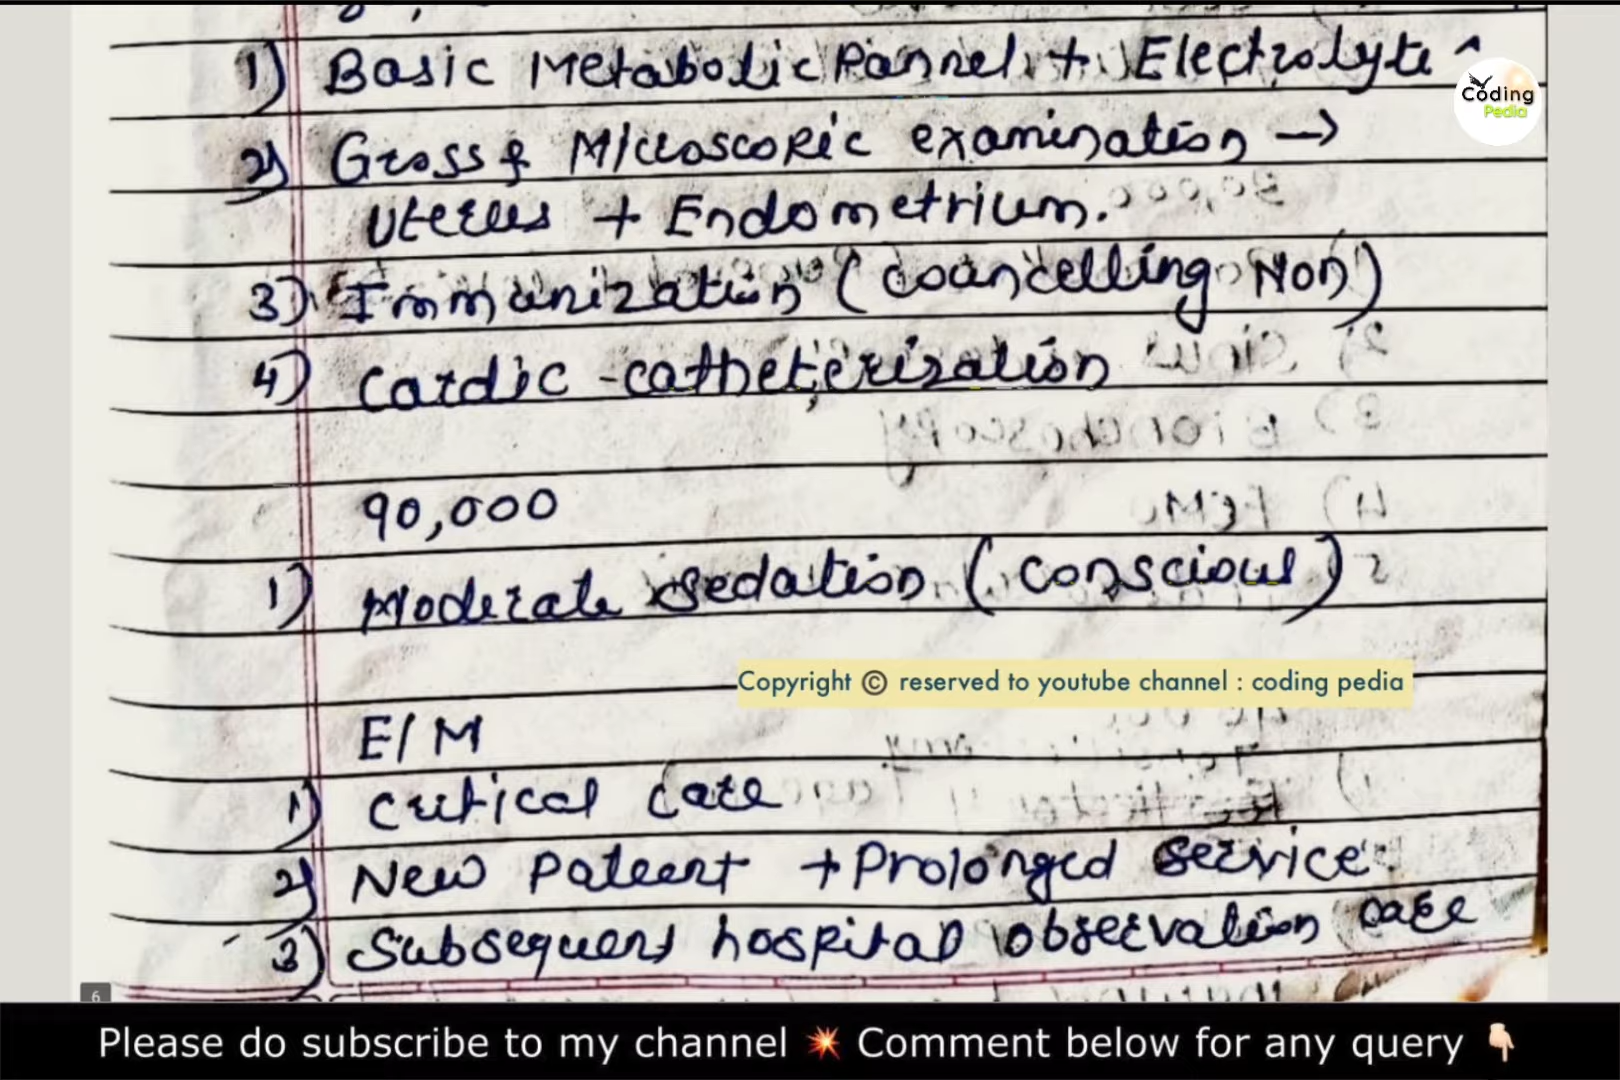 1) Basic Metabolic Pannel + Electrolyte
Coding
Pedia
2) Gross & Microscopic examination →
Uterus + Endometrium.
3) Immunization (councelling Non)
4) Cardic catheterization
90,000
1) Moderate sedation (conscious)
Copyright © reserved to youtube channel : coding pedia
E/M
1) Critical Care
2) New Patient + Prolonged service
3) Subsequent hospital observation care
6
Please do subscribe to my channel 💥 Comment below for any query 👇🏻